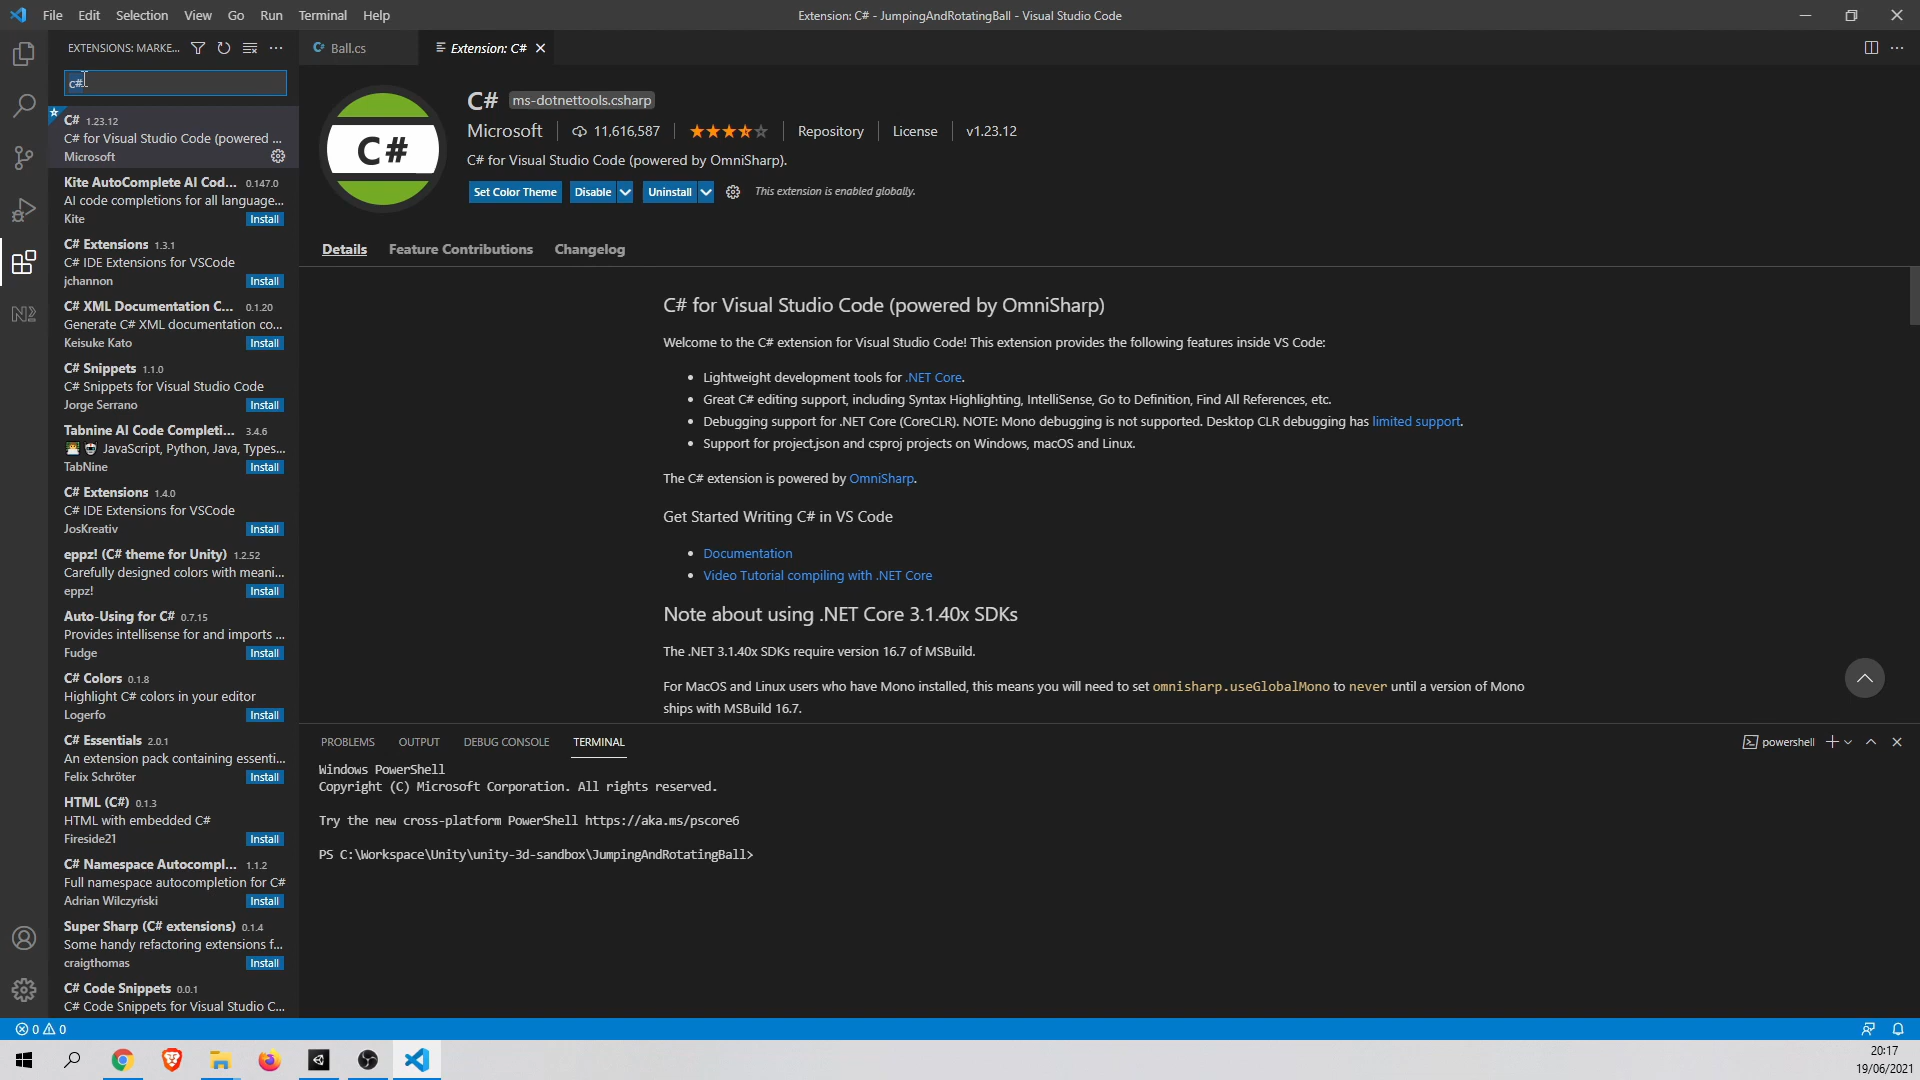 File Edit Selection View Go Run Terminal Help
Extension: C# - JumpingAndRotatingBall - Visual Studio Code
EXTENSIONS: MARKE...
Ball.cs
Extension: C#
c#
C# 1.23.12
C# for Visual Studio Code (powered ...
Microsoft
Kite AutoComplete AI Cod... 0.147.0
AI code completions for all language...
Kite Install
C# Extensions 1.3.1
C# IDE Extensions for VSCode
jchannon Install
C# XML Documentation C... 0.1.20
Generate C# XML documentation co...
Keisuke Kato Install
C# Snippets 1.1.0
C# Snippets for Visual Studio Code
Jorge Serrano Install
Tabnine AI Code Completi... 3.4.6
JavaScript, Python, Java, Types...
TabNine Install
C# Extensions 1.4.0
C# IDE Extensions for VSCode
JosKreativ Install
eppz! (C# theme for Unity) 1.2.52
Carefully designed colors with meani...
eppz! Install
Auto-Using for C# 0.7.15
Provides intellisense for and imports ...
Fudge Install
C# Colors 0.1.8
Highlight C# colors in your editor
Logerfo Install
C# Essentials 2.0.1
An extension pack containing essenti...
Felix Schröter Install
HTML (C#) 0.1.3
HTML with embedded C#
Fireside21 Install
C# Namespace Autocompl... 1.1.2
Full namespace autocompletion for C#
Adrian Wilczyński Install
Super Sharp (C# extensions) 0.1.4
Some handy refactoring extensions f...
craigthomas Install
C# Code Snippets 0.0.1
C# Code Snippets for Visual Studio C...
C#
C# ms-dotnettools.csharp
Microsoft 11,616,587 Repository License v1.23.12
C# for Visual Studio Code (powered by OmniSharp).
Set Color Theme Disable Uninstall This extension is enabled globally.
Details Feature Contributions Changelog
C# for Visual Studio Code (powered by OmniSharp)
Welcome to the C# extension for Visual Studio Code! This extension provides the following features inside VS Code:
• Lightweight development tools for .NET Core.
• Great C# editing support, including Syntax Highlighting, IntelliSense, Go to Definition, Find All References, etc.
• Debugging support for .NET Core (CoreCLR). NOTE: Mono debugging is not supported. Desktop CLR debugging has limited support.
• Support for project.json and csproj projects on Windows, macOS and Linux.
The C# extension is powered by OmniSharp.
Get Started Writing C# in VS Code
• Documentation
• Video Tutorial compiling with .NET Core
Note about using .NET Core 3.1.40x SDKs
The .NET 3.1.40x SDKs require version 16.7 of MSBuild.
For MacOS and Linux users who have Mono installed, this means you will need to set omnisharp.useGlobalMono to never until a version of Mono
ships with MSBuild 16.7.
PROBLEMS OUTPUT DEBUG CONSOLE TERMINAL powershell
Windows PowerShell
Copyright (C) Microsoft Corporation. All rights reserved.
Try the new cross-platform PowerShell https://aka.ms/pscore6
PS C:\Workspace\Unity\unity-3d-sandbox\JumpingAndRotatingBall>
0 0
20:17
19/06/2021